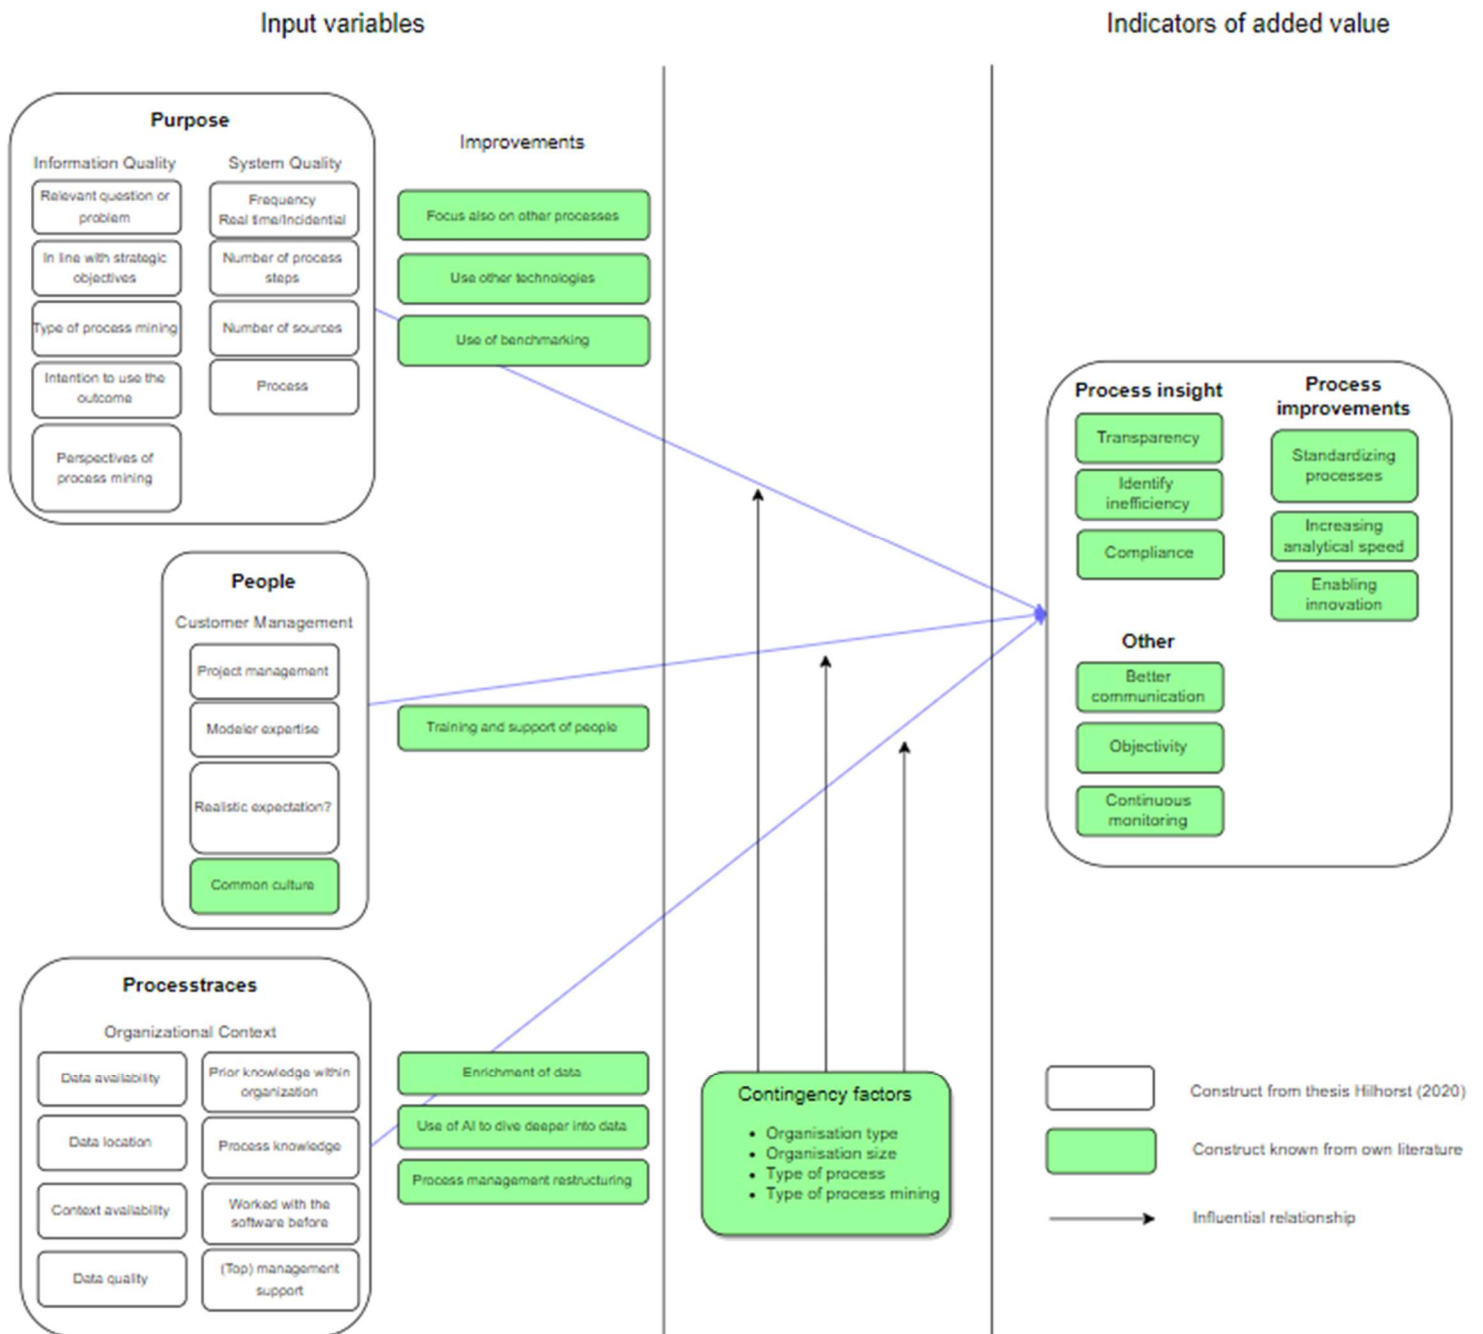 Input variables
Indicators of added value
Purpose
Information Quality
System Quality
Relevant question or
problem
In line with strategic
objectives
Type of process mining
Intention to use the
outcome
Perspectives of
process mining
Frequency
Real time/Incidential
Number of process
steps
Number of sources
Process
Improvements
Focus also on other processes
Use other technologies
Use of benchmarking
People
Customer Management
Project management
Modeler expertise
Realistic expectation?
Common culture
Training and support of people
Processtraces
Organizational Context
Data availability
Data location
Context availability
Data quality
Prior knowledge within
organization
Process knowledge
Worked with the
software before
(Top) management
support
Enrichment of data
Use of AI to dive deeper into data
Process management restructuring
Contingency factors
• Organisation type
• Organisation size
• Type of process
• Type of process mining
Process insight
Transparency
Identify
inefficiency
Compliance
Process
improvements
Standardizing
processes
Increasing
analytical speed
Enabling
innovation
Other
Better
communication
Objectivity
Continuous
monitoring
Construct from thesis Hilhorst (2020)
Construct known from own literature
Influential relationship